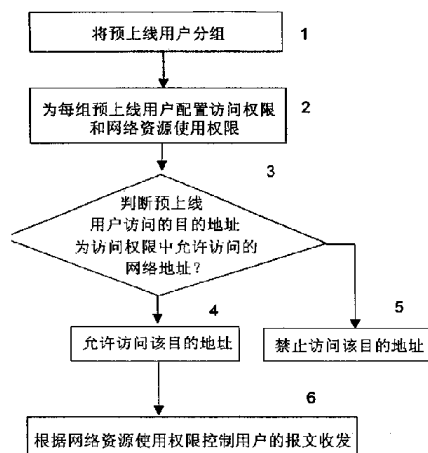 将预上线用户分组
1
为每组预上线用户配置访问权限
和网络资源使用权限
2
3
判断预上线
用户访问的目的地址
为访问权限中允许访问的
网络地址？
4
允许访问该目的地址
5
禁止访问该目的地址
6
根据网络资源使用权限控制用户的报文收发